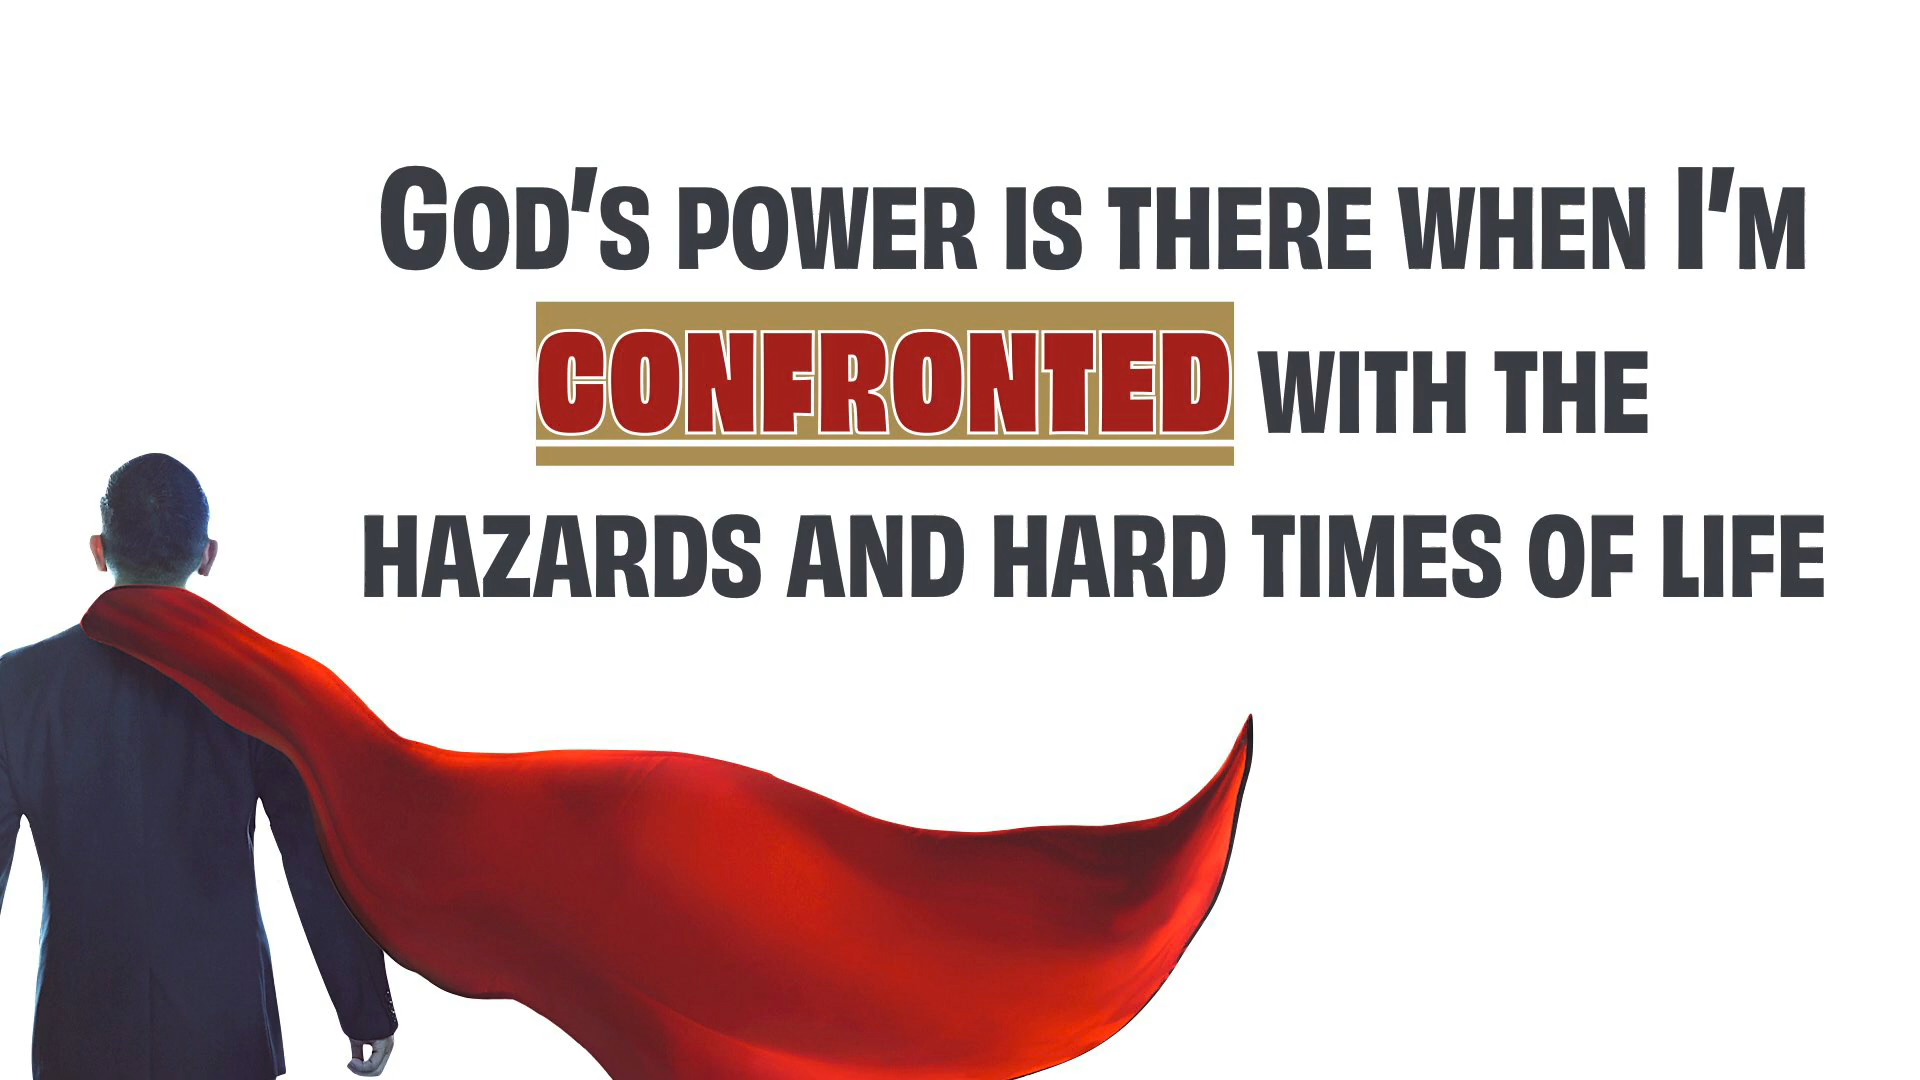 God's power is there when I'm
confronted with the
hazards and hard times of life